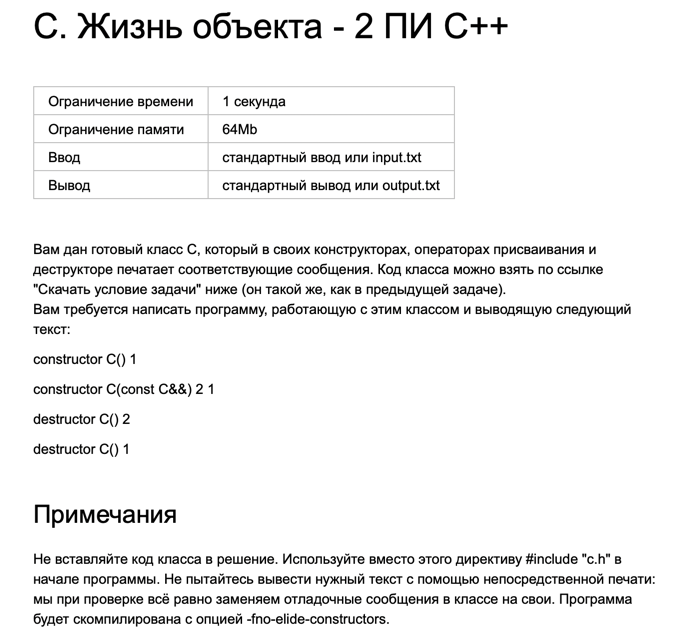 С. Жизнь объекта - 2 ПИ С++
Ограничение времени 1 секунда
Ограничение памяти 64Mb
Ввод стандартный ввод или input.txt
Вывод стандартный вывод или output.txt
Вам дан готовый класс С, который в своих конструкторах, операторах присваивания и
деструкторе печатает соответствующие сообщения. Код класса можно взять по ссылке
"Скачать условие задачи" ниже (он такой же, как в предыдущей задаче).
Вам требуется написать программу, работающую с этим классом и выводящую следующий
текст:
constructor C() 1
constructor C(const C&&) 2 1
destructor C() 2
destructor C() 1
Примечания
Не вставляйте код класса в решение. Используйте вместо этого директиву #include "c.h" в
начале программы. Не пытайтесь вывести нужный текст с помощью непосредственной печати:
мы при проверке всё равно заменяем отладочные сообщения в классе на свои. Программа
будет скомпилирована с опцией -fno-elide-constructors.